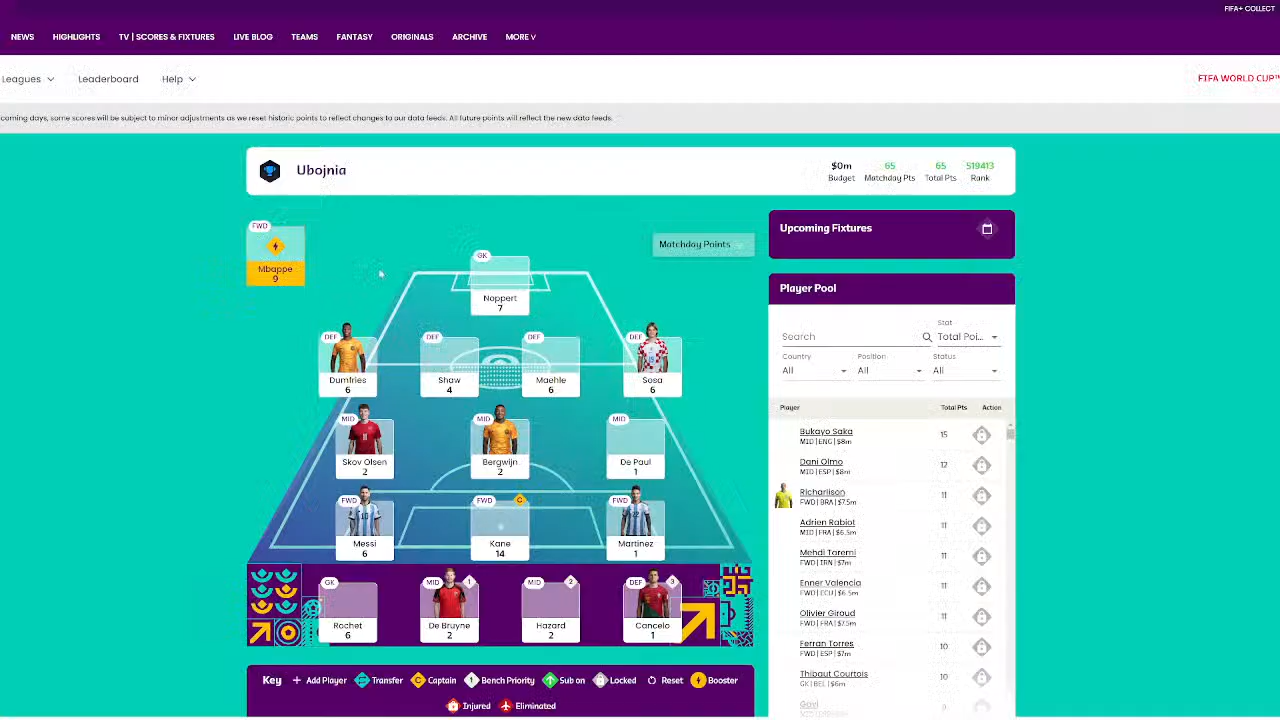 FIFA+ COLLECT
NEWS HIGHLIGHTS TV | SCORES & FIXTURES LIVE BLOG TEAMS FANTASY ORIGINALS ARCHIVE MORE
Leagues Leaderboard Help FIFA WORLD CUP™
coming days, some scores will be subject to minor adjustments as we reset historic points to reflect changes to our data feeds. All future points will reflect the new data feeds.
Ubojnia
$0m 65 65 519413
Budget Matchday Pts Total Pts Rank
FWD
Mbappe
9
Matchday Points
GK
Noppert
7
DEF DEF DEF DEF
Dumfries Shaw Maehle Sosa
6 4 6 6
MID MID MID
11
Skov Olsen Bergwijn De Paul
2 2 1
FWD FWD C FWD
10 22
Messi Kane Martinez
6 14 1
GK MID 1 MID 2 DEF 3
Rochet De Bruyne Hazard Cancelo
6 2 2 1
Key Add Player Transfer C Captain 1 Bench Priority Sub on Locked Reset Booster
Injured Eliminated
Upcoming Fixtures
Player Pool
Stat
Search Total Poi...
Country Position Status
All All All
Player Total Pts Action
Bukayo Saka 15
MID | ENG | $8m
Dani Olmo 12
MID | ESP | $8m
Richarlison 11
FWD | BRA | $7.5m
Adrien Rabiot 11
MID | FRA | $6.5m
Mehdi Taremi 11
FWD | IRN | $7m
Enner Valencia 11
FWD | ECU | $6.5m
Olivier Giroud 11
FWD | FRA | $7.5m
Ferran Torres 10
FWD | ESP | $7m
Thibaut Courtois 10
GK | BEL | $6m
Gavi 9